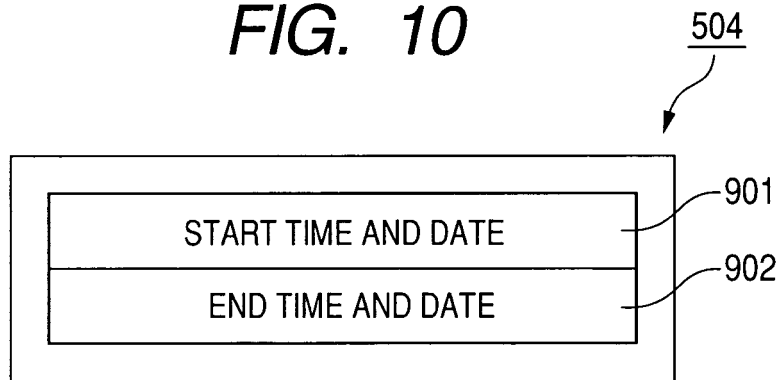 FIG. 10
504
START TIME AND DATE
901
END TIME AND DATE
902